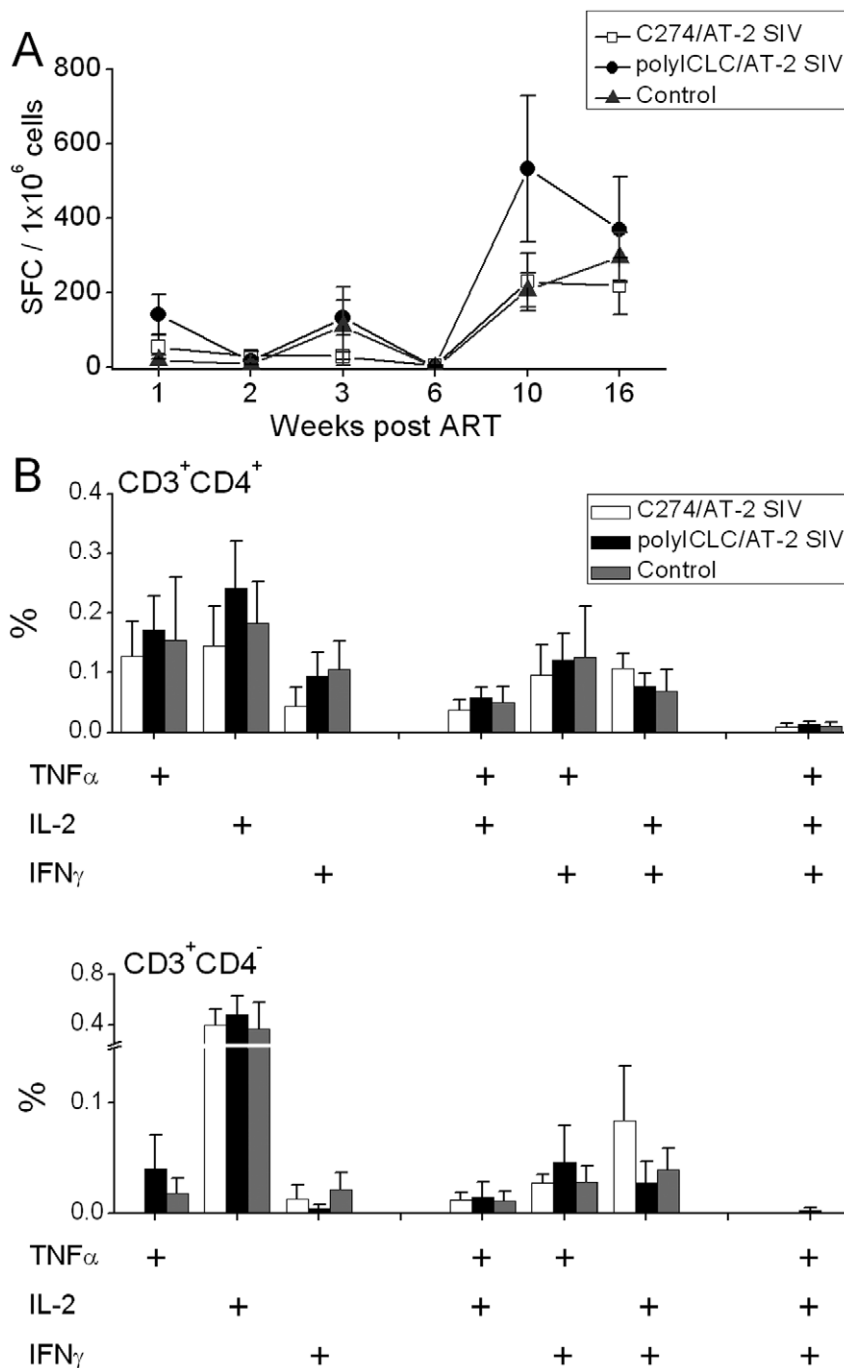 A
C274/AT-2 SIV
polyICLC/AT-2 SIV
Control
800
600
400
200
0
SFC / 1x10⁶ cells
1 2 3 6 10 16
Weeks post ART
B
CD3⁺CD4⁺
C274/AT-2 SIV
polyICLC/AT-2 SIV
Control
0.4
0.3
0.2
0.1
0.0
%
TNFα + + + +
IL-2 + + + +
IFNγ + + + +
CD3⁺CD4⁻
0.8
0.4
0.1
0.0
%
TNFα + + + +
IL-2 + + + +
IFNγ + + + +